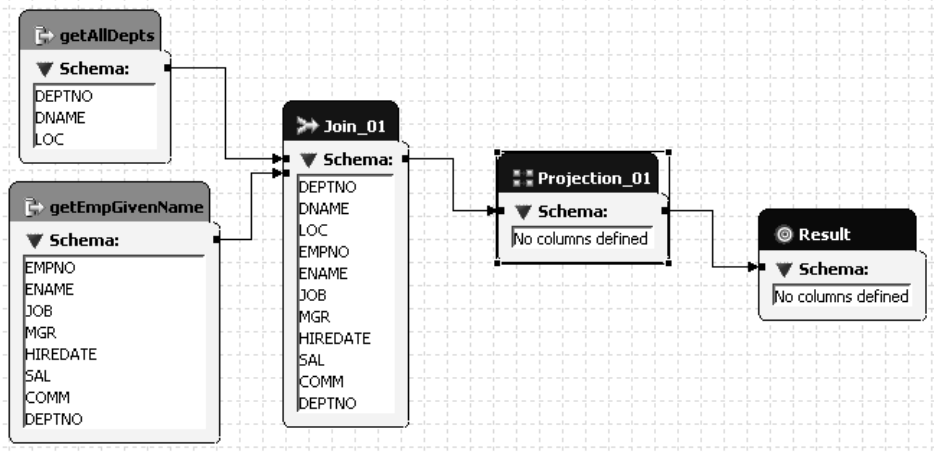 getAllDepts
Schema:
DEPTNO
DNAME
LOC
getEmpGivenName
Schema:
EMPNO
ENAME
JOB
MGR
HIREDATE
SAL
COMM
DEPTNO
Join_01
Schema:
DEPTNO
DNAME
LOC
EMPNO
ENAME
JOB
MGR
HIREDATE
SAL
COMM
DEPTNO
Projection_01
Schema:
No columns defined
Result
Schema:
No columns defined